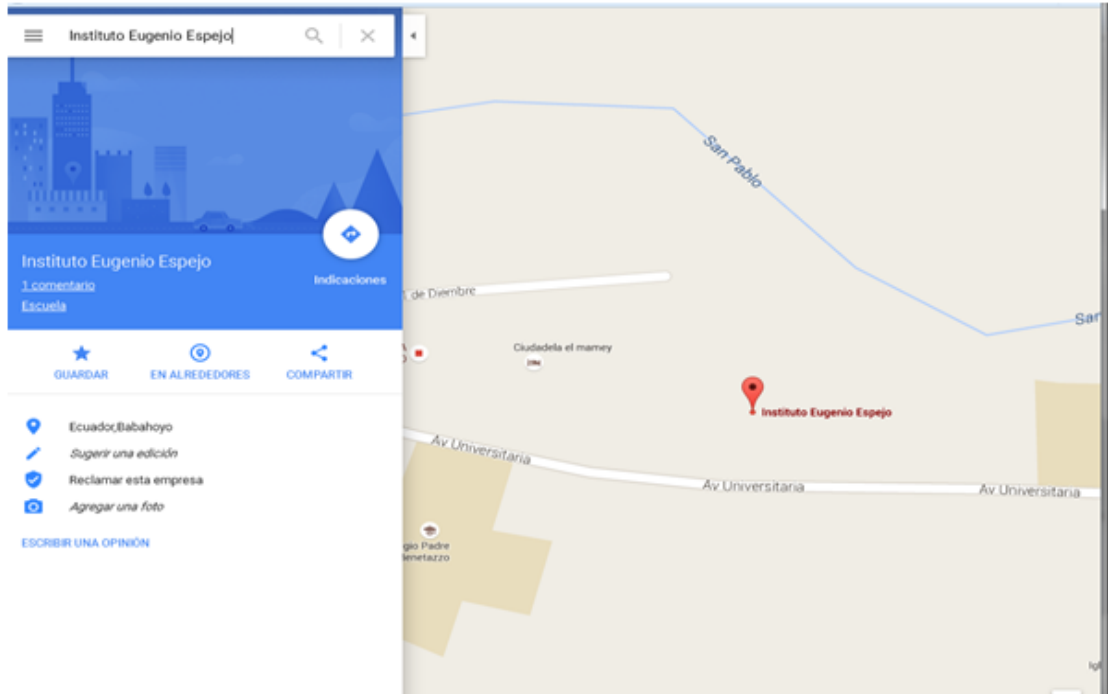 Instituto Eugenio Espejo
Instituto Eugenio Espejo
1 comentario
Escuela
Indicaciones
GUARDAR
EN ALREDEDORES
COMPARTIR
Ecuador,Babahoyo
Sugerir una edición
Reclamar esta empresa
Agregar una foto
ESCRIBIR UNA OPINIÓN
San Pablo
de Diembre
San
Ciudadela el mamey
Instituto Eugenio Espejo
Av Universitaria
Av Universitaria
Av Universitaria
gio Padre